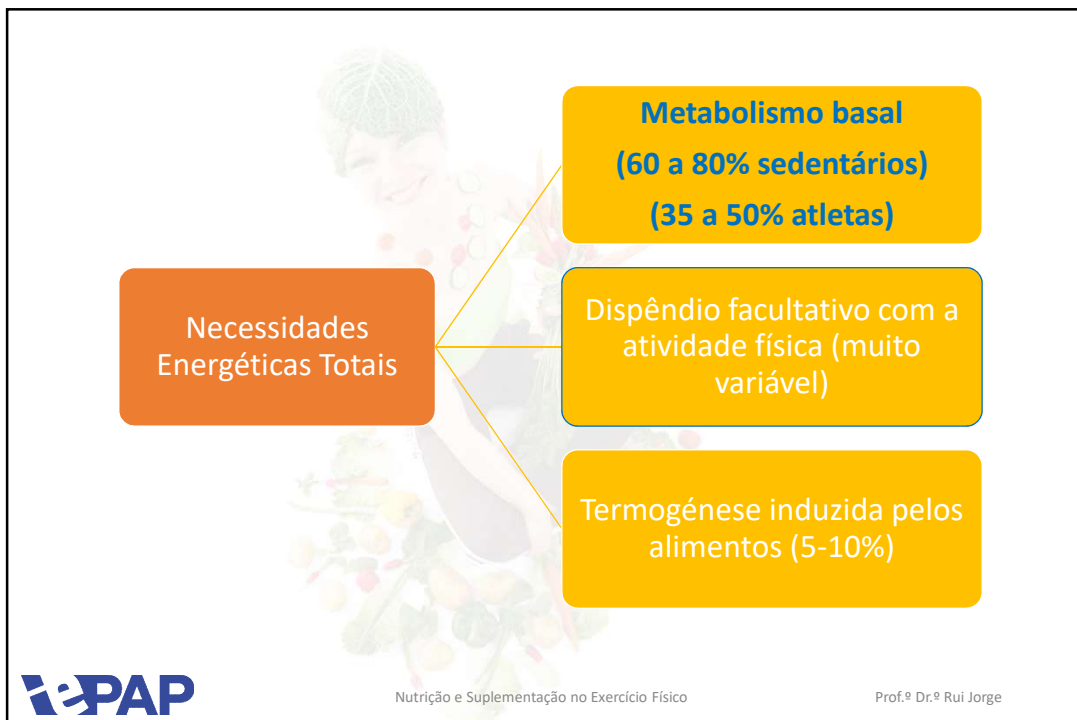 Metabolismo basal
(60 a 80% sedentários)
(35 a 50% atletas)
Necessidades
Energéticas Totais
Dispêndio facultativo com a
atividade física (muito
variável)
Termogénese induzida pelos
alimentos (5-10%)
iePAP
Nutrição e Suplementação no Exercício Físico
Prof.º Dr.º Rui Jorge